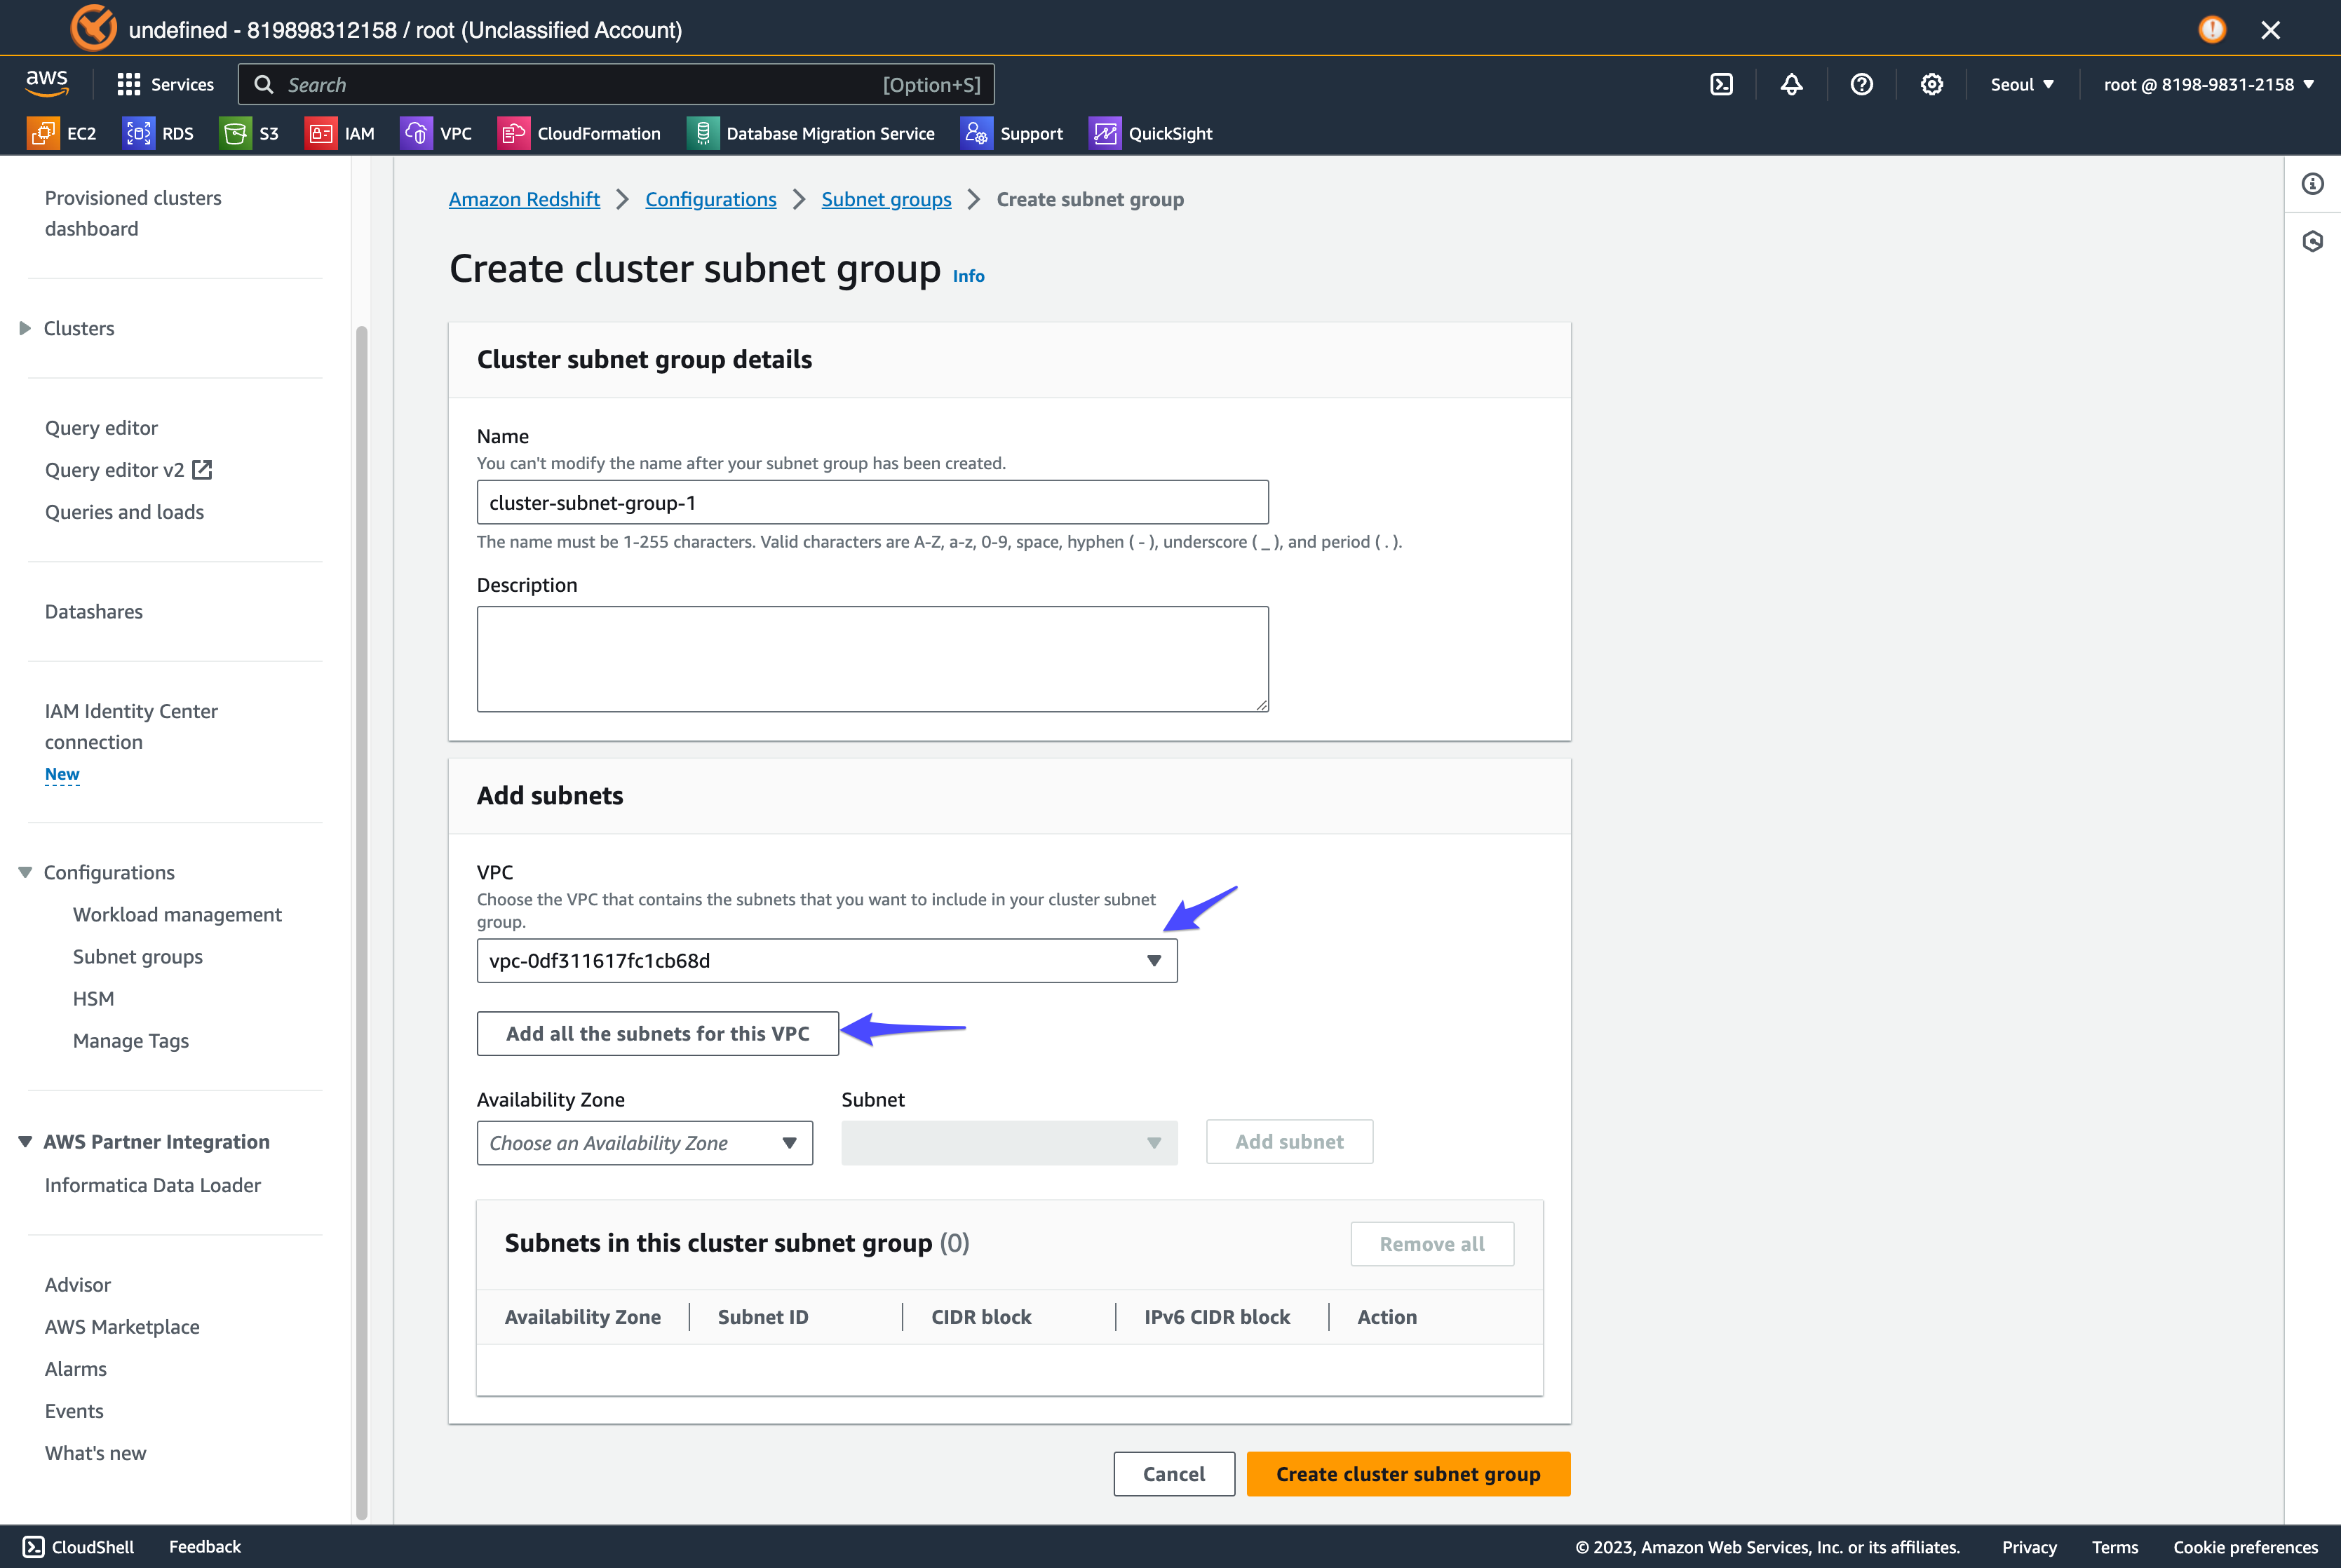 undefined - 819898312158 / root (Unclassified Account)
aws
Services
Search
[Option+S]
Seoul
root @ 8198-9831-2158
EC2
RDS
S3
IAM
VPC
CloudFormation
Database Migration Service
Support
QuickSight
Provisioned clusters
dashboard
Clusters
Query editor
Query editor v2
Queries and loads
Datashares
IAM Identity Center
connection
New
Configurations
Workload management
Subnet groups
HSM
Manage Tags
AWS Partner Integration
Informatica Data Loader
Advisor
AWS Marketplace
Alarms
Events
What's new
Amazon Redshift
Configurations
Subnet groups
Create subnet group
Create cluster subnet group Info
Cluster subnet group details
Name
You can't modify the name after your subnet group has been created.
cluster-subnet-group-1
The name must be 1-255 characters. Valid characters are A-Z, a-z, 0-9, space, hyphen ( - ), underscore ( _ ), and period ( . ).
Description
Add subnets
VPC
Choose the VPC that contains the subnets that you want to include in your cluster subnet
group.
vpc-0df311617fc1cb68d
Add all the subnets for this VPC
Availability Zone
Subnet
Choose an Availability Zone
Add subnet
Subnets in this cluster subnet group (0)
Remove all
Availability Zone
Subnet ID
CIDR block
IPv6 CIDR block
Action
Cancel
Create cluster subnet group
CloudShell
Feedback
© 2023, Amazon Web Services, Inc. or its affiliates.
Privacy
Terms
Cookie preferences